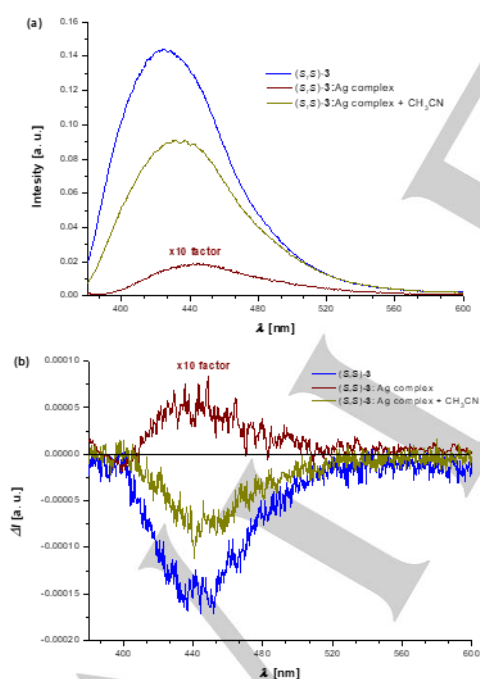 (a)
0.16
0.14
0.12
0.10
0.08
0.06
0.04
0.02
0.00
Intesity [a. u.]
(S,S)-3
(S,S)-3:Ag complex
(S,S)-3:Ag complex + CH₃CN
x10 factor
400 440 480 520 560 600
λ [nm]
(b)
0.00010
0.00005
0.00000
-0.00005
-0.00010
-0.00015
-0.00020
ΔI [a. u.]
x10 factor
(S,S)-3
(S,S)-3: Ag complex
(S,S)-3: Ag complex + CH₃CN
400 440 480 520 560 600
λ [nm]